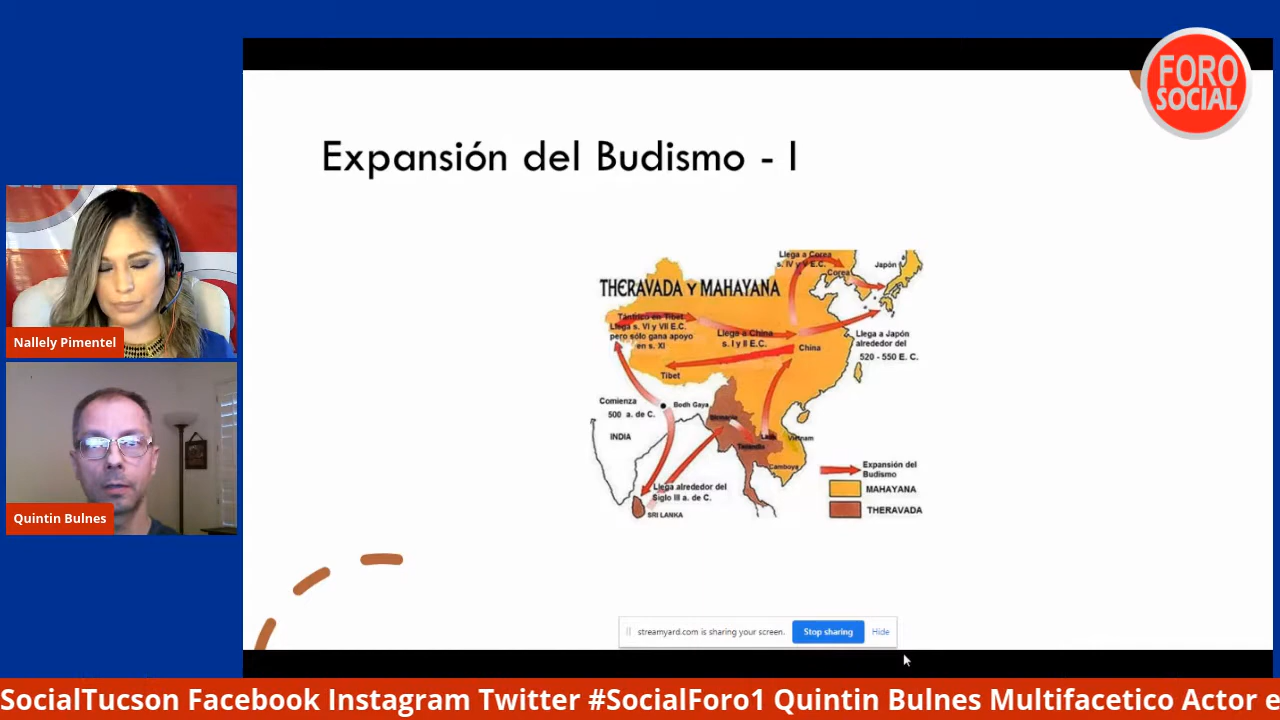 FORO
SOCIAL
Expansión del Budismo - I
Nallely Pimentel
Quintin Bulnes
THERAVADA Y MAHAYANA
Llega a Corea
s. IV y V E.C.
Corea
Japón
Tántrico en Tibet
Llega s. VI y VII E.C.
pero sólo gana apoyo
en s. XI
Llega a China
s. I y II E.C.
China
Llega a Japón
alrededor del
520 - 550 E. C.
Tibet
Comienza
500 a. de C.
Bodh Gaya
INDIA
Birmania
Laos
Vietnam
Tailandia
Camboya
Llega alrededor del
Siglo III a. de C.
SRI LANKA
Expansión del
Budismo
MAHAYANA
THERAVADA
streamyard.com is sharing your screen.
Stop sharing
Hide
SocialTucson Facebook Instagram Twitter #SocialForo1 Quintin Bulnes Multifacetico Actor e